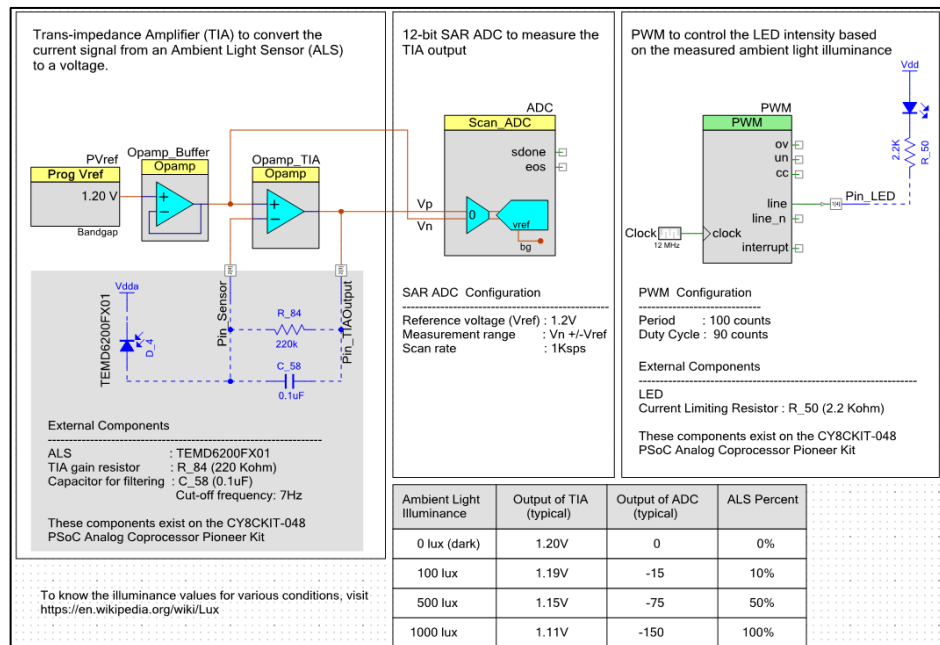 Trans-impedance Amplifier (TIA) to convert the
current signal from an Ambient Light Sensor (ALS)
to a voltage.
PVref
Prog Vref
1.20 V
Bandgap
Opamp_Buffer
Opamp
Opamp_TIA
Opamp
Vdda
TEMD6200FX01
D_4
Pin_Sensor
R_84
220k
C_58
0.1uF
Pin_TIAOutput
External Components
ALS : TEMD6200FX01
TIA gain resistor : R_84 (220 Kohm)
Capacitor for filtering : C_58 (0.1uF)
Cut-off frequency: 7Hz
These components exist on the CY8CKIT-048
PSoC Analog Coprocessor Pioneer Kit
To know the illuminance values for various conditions, visit
https://en.wikipedia.org/wiki/Lux
12-bit SAR ADC to measure the
TIA output
ADC
Scan_ADC
sdone
eos
Vp
Vn
0
vref
bg
SAR ADC Configuration
Reference voltage (Vref) : 1.2V
Measurement range : Vn +/-Vref
Scan rate : 1Ksps
PWM to control the LED intensity based
on the measured ambient light illuminance
Vdd
2.2K
R_50
PWM
PWM
ov
un
cc
line
line_n
interrupt
clock
Clock
12 MHz
Pin_LED
PWM Configuration
Period : 100 counts
Duty Cycle : 90 counts
External Components
LED
Current Limiting Resistor : R_50 (2.2 Kohm)
These components exist on the CY8CKIT-048
PSoC Analog Coprocessor Pioneer Kit
Ambient Light Illuminance Output of TIA (typical) Output of ADC (typical) ALS Percent
0 lux (dark) 1.20V 0 0%
100 lux 1.19V -15 10%
500 lux 1.15V -75 50%
1000 lux 1.11V -150 100%